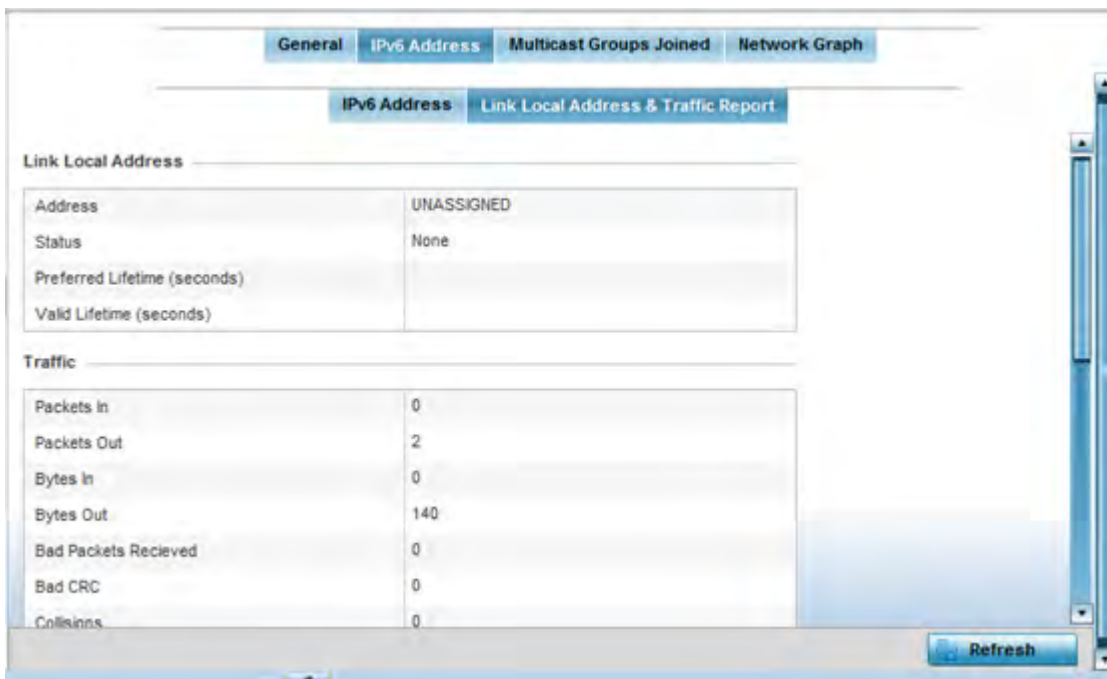 General IPv6 Address Multicast Groups Joined Network Graph
IPv6 Address Link Local Address & Traffic Report
Link Local Address
Address UNASSIGNED
Status None
Preferred Lifetime (seconds)
Valid Lifetime (seconds)
Traffic
Packets In 0
Packets Out 2
Bytes In 0
Bytes Out 140
Bad Packets Recieved 0
Bad CRC 0
Collisions 0
Refresh